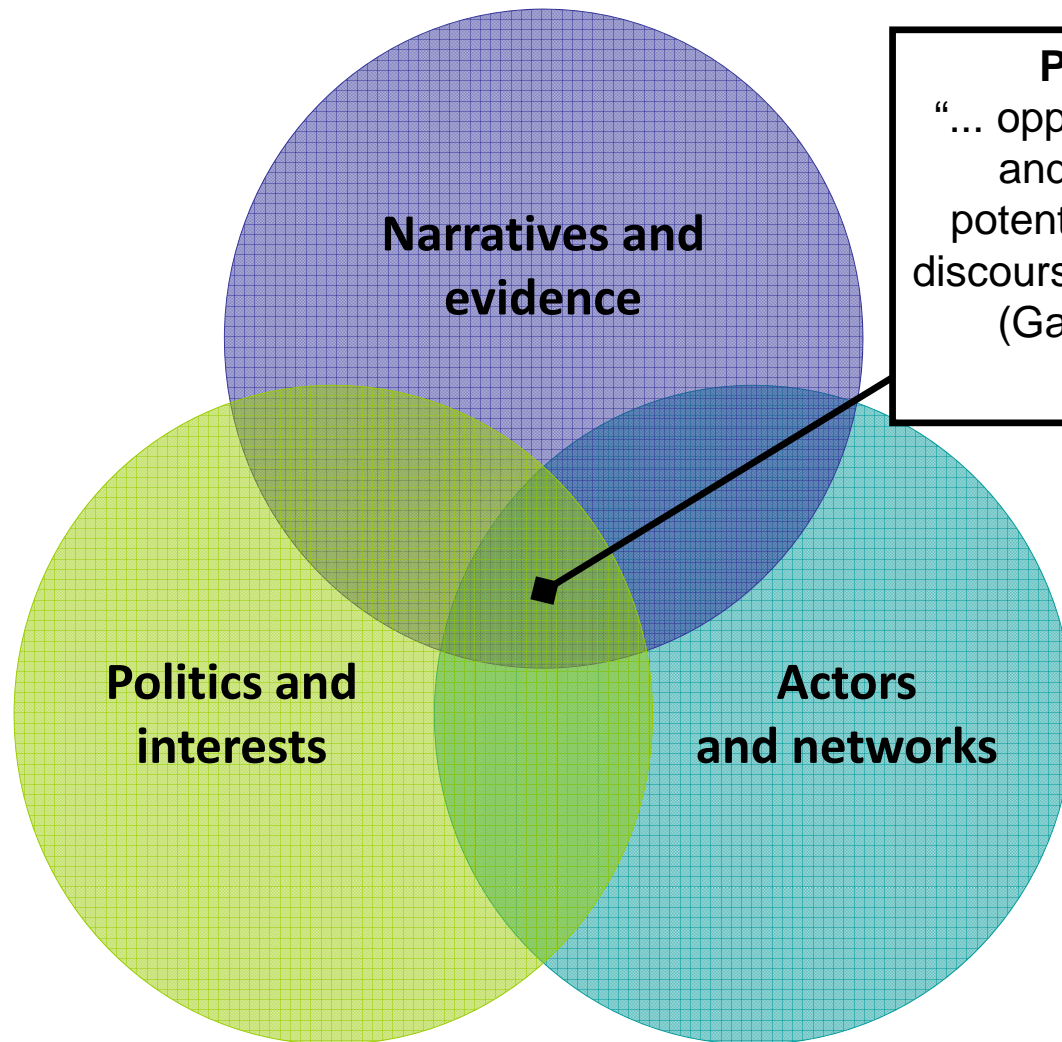 P
“... opp
and
potent
discours
(Ga
Narratives and
evidence
Politics and
interests
Actors
and networks